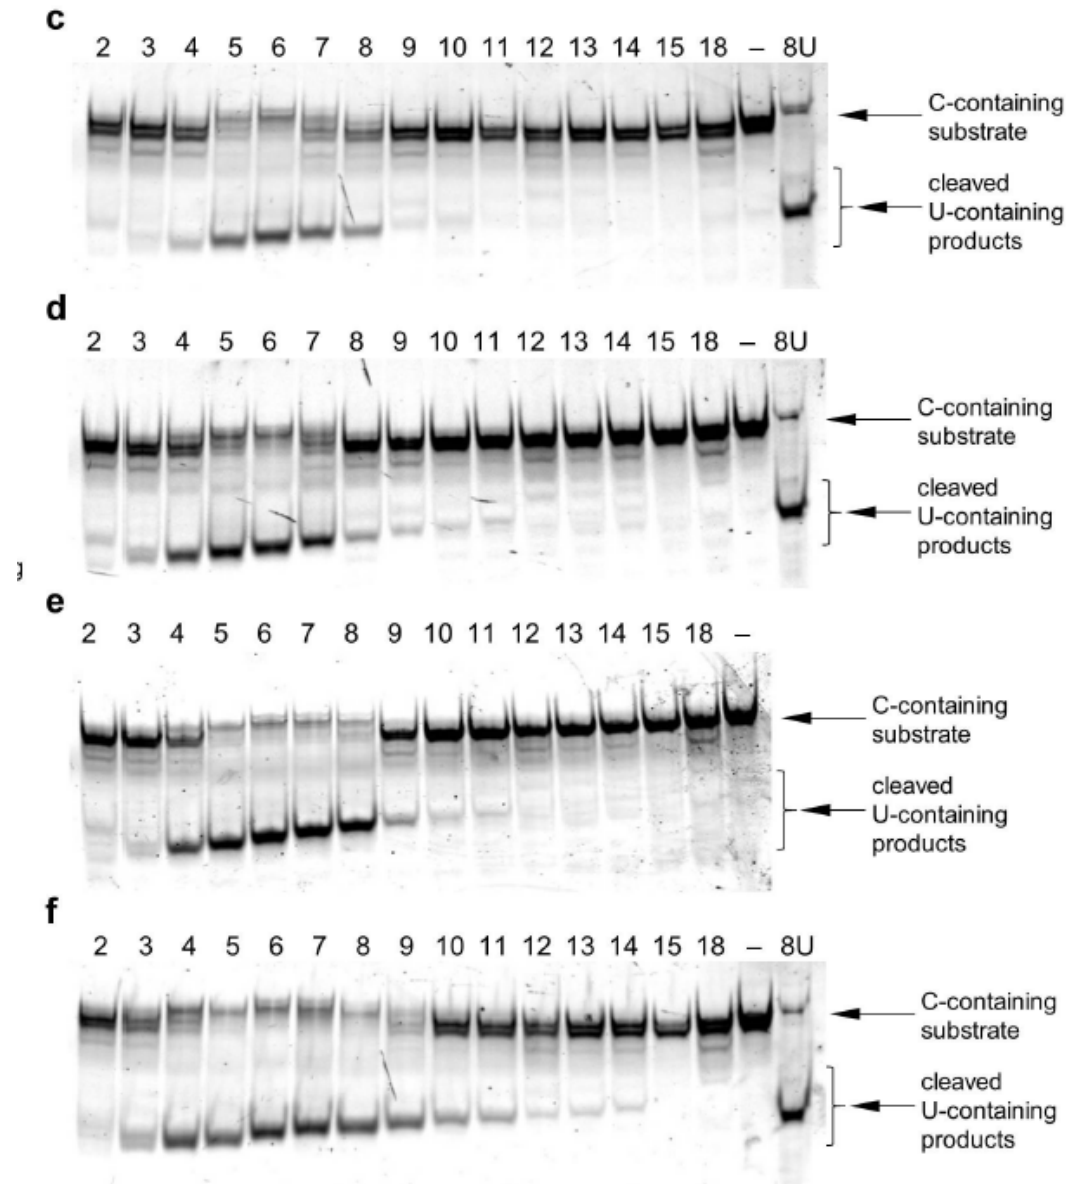 c
2 3 4 5 6 7 8 9 10 11 12 13 14 15 18 – 8U
C-containing
substrate
cleaved
U-containing
products
d
2 3 4 5 6 7 8 9 10 11 12 13 14 15 18 – 8U
C-containing
substrate
cleaved
U-containing
products
g
e
2 3 4 5 6 7 8 9 10 11 12 13 14 15 18 –
C-containing
substrate
cleaved
U-containing
products
f
2 3 4 5 6 7 8 9 10 11 12 13 14 15 18 – 8U
C-containing
substrate
cleaved
U-containing
products